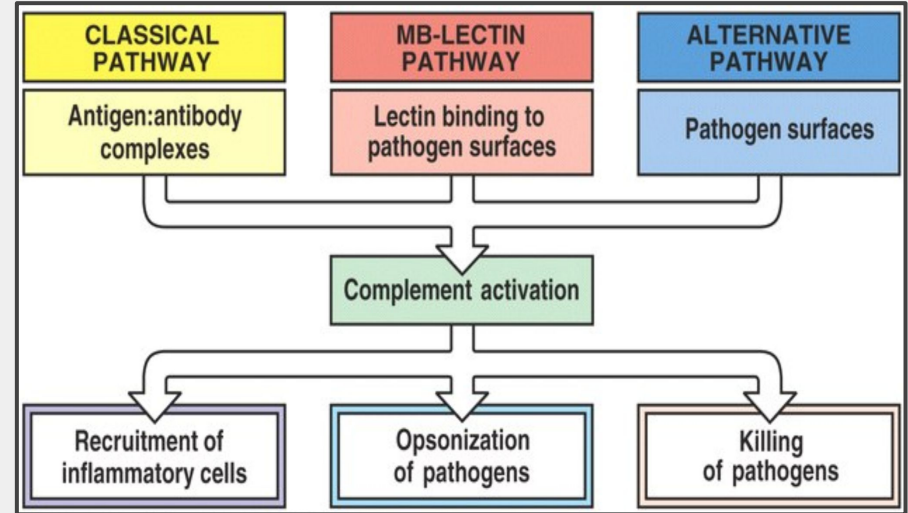 CLASSICAL
PATHWAY
MB-LECTIN
PATHWAY
ALTERNATIVE
PATHWAY
Antigen:antibody
complexes
Lectin binding to
pathogen surfaces
Pathogen surfaces
Complement activation
Recruitment of
inflammatory cells
Opsonization
of pathogens
Killing
of pathogens